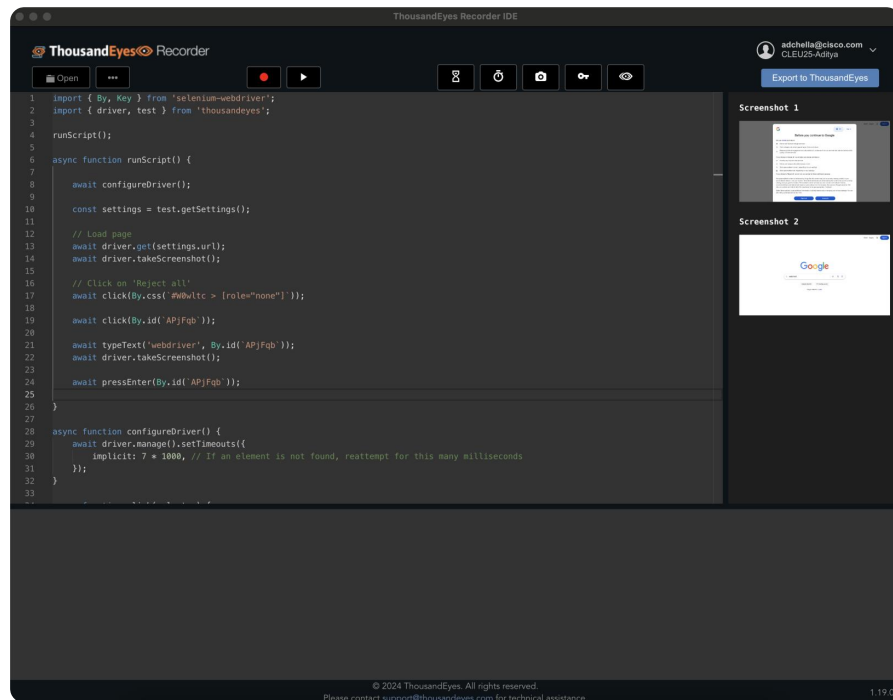 ThousandEyes Recorder IDE
ThousandEyes Recorder
adchella@cisco.com
CLEU25-Aditya
Open
Export to ThousandEyes
1 import { By, Key } from 'selenium-webdriver';
2 import { driver, test } from 'thousandeyes';
3
4 runScript();
5
6 async function runScript() {
7
8 await configureDriver();
9
10 const settings = test.getSettings();
11
12 // Load page
13 await driver.get(settings.url);
14 await driver.takeScreenshot();
15
16 // Click on 'Reject all'
17 await click(By.css(`#W0wltc > [role="none"]`));
18
19 await click(By.id(`APjFqb`));
20
21 await typeText('webdriver', By.id(`APjFqb`));
22 await driver.takeScreenshot();
23
24 await pressEnter(By.id(`APjFqb`));
25
26 }
27
28 async function configureDriver() {
29 await driver.manage().setTimeouts({
30 implicit: 7 * 1000, // If an element is not found, reattempt for this many milliseconds
31 });
32 }
33
Screenshot 1
Before you continue to Google
Screenshot 2
Google
© 2024 ThousandEyes. All rights reserved.
Please contact support@thousandeyes.com for technical assistance
1.19.